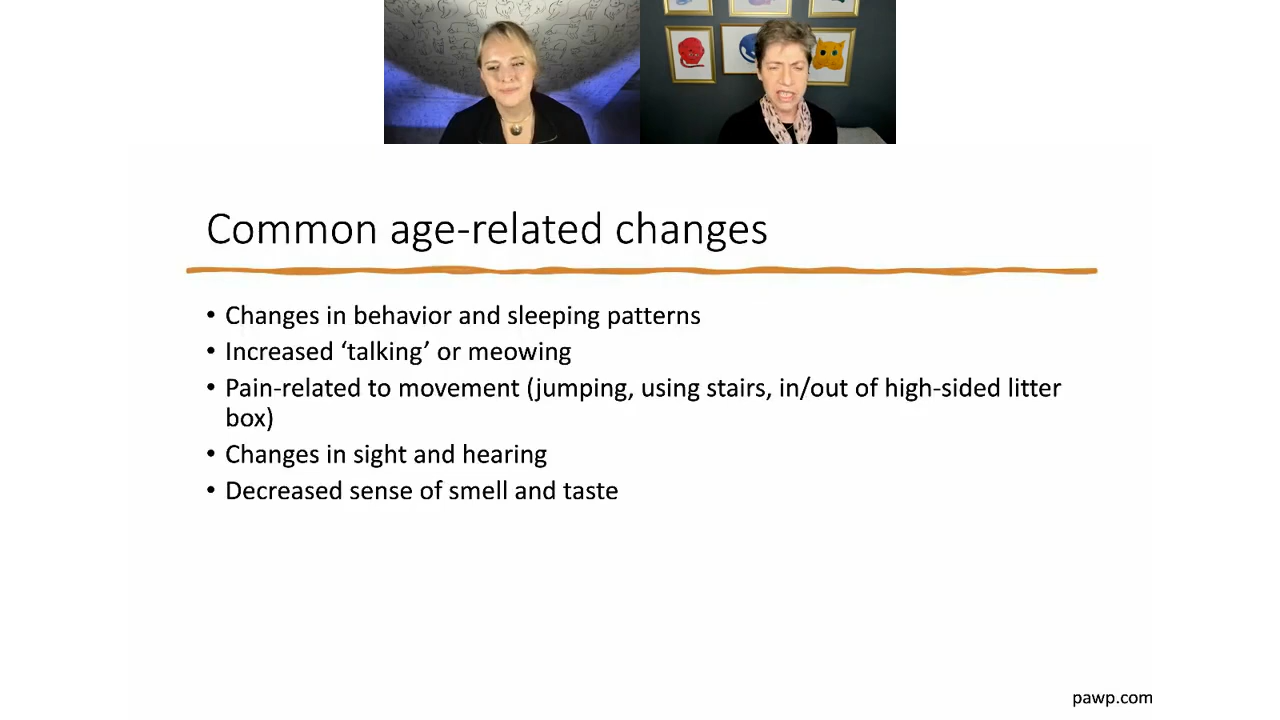 Common age-related changes
• Changes in behavior and sleeping patterns
• Increased ‘talking’ or meowing
• Pain-related to movement (jumping, using stairs, in/out of high-sided litter
box)
• Changes in sight and hearing
• Decreased sense of smell and taste
pawp.com